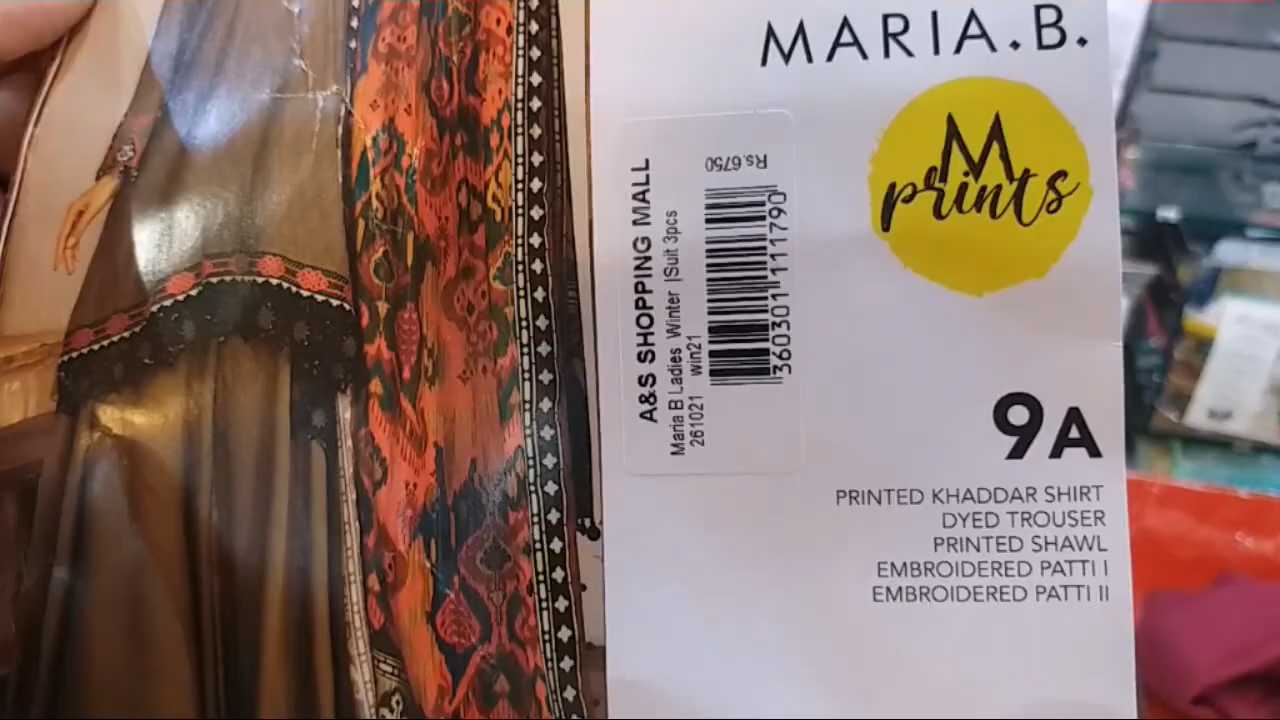 MARIA.B.
M
prints
A&S SHOPPING MALL
Maria B Ladies Winter |Suit 3pcs
261021 win21
Rs.6750
3603011111790
9A
PRINTED KHADDAR SHIRT
DYED TROUSER
PRINTED SHAWL
EMBROIDERED PATTI I
EMBROIDERED PATTI II